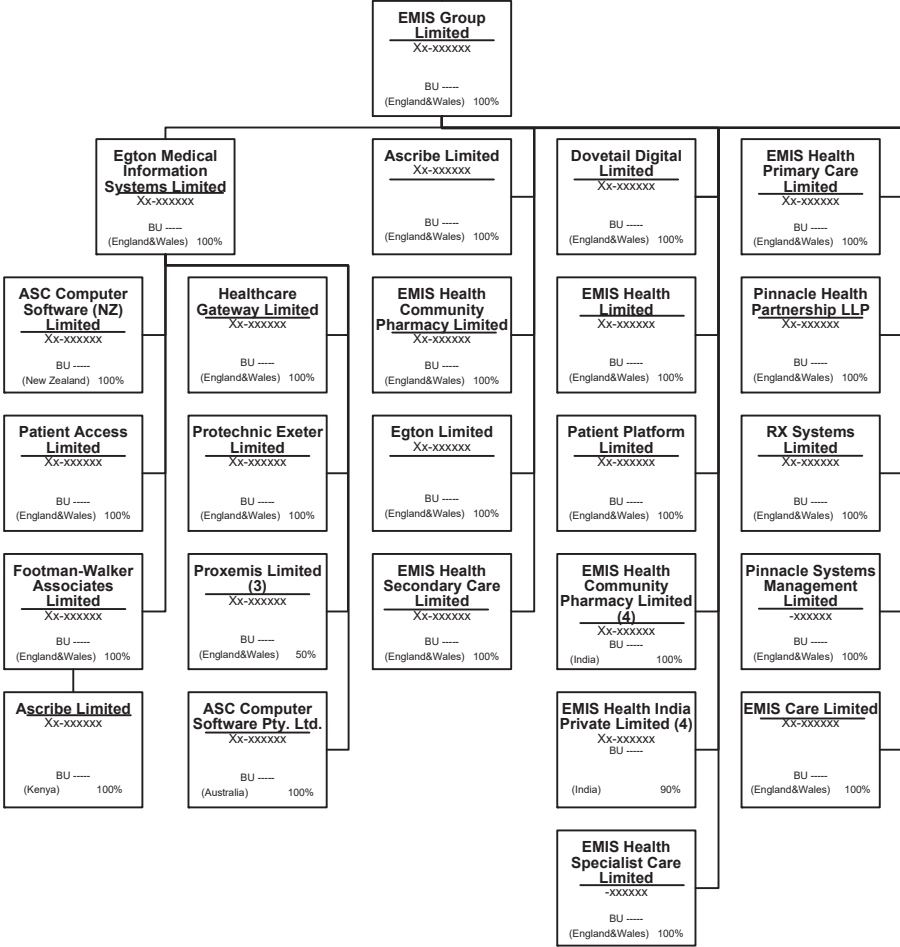 EMIS Group
Limited
Xx-xxxxxx
BU -----
(England&Wales) 100%
Egton Medical
Information
Systems Limited
Xx-xxxxxx
BU -----
(England&Wales) 100%
Ascribe Limited
Xx-xxxxxx
BU -----
(England&Wales) 100%
Dovetail Digital
Limited
Xx-xxxxxx
BU -----
(England&Wales) 100%
EMIS Health
Primary Care
Limited
Xx-xxxxxx
BU -----
(England&Wales) 100%
ASC Computer
Software (NZ)
Limited
Xx-xxxxxx
BU -----
(New Zealand) 100%
Healthcare
Gateway Limited
Xx-xxxxxx
BU -----
(England&Wales) 100%
EMIS Health
Community
Pharmacy Limited
Xx-xxxxxx
BU -----
(England&Wales) 100%
EMIS Health
Limited
Xx-xxxxxx
BU -----
(England&Wales) 100%
Pinnacle Health
Partnership LLP
Xx-xxxxxx
BU -----
(England&Wales) 100%
Patient Access
Limited
Xx-xxxxxx
BU -----
(England&Wales) 100%
Protechnic Exeter
Limited
Xx-xxxxxx
BU -----
(England&Wales) 100%
Egton Limited
Xx-xxxxxx
BU -----
(England&Wales) 100%
Patient Platform
Limited
Xx-xxxxxx
BU -----
(England&Wales) 100%
RX Systems
Limited
Xx-xxxxxx
BU -----
(England&Wales) 100%
Footman-Walker
Associates
Limited
Xx-xxxxxx
BU -----
(England&Wales) 100%
Proxemis Limited
(3)
Xx-xxxxxx
BU -----
(England&Wales) 50%
EMIS Health
Secondary Care
Limited
Xx-xxxxxx
BU -----
(England&Wales) 100%
EMIS Health
Community
Pharmacy Limited
(4)
Xx-xxxxxx
BU -----
(India) 100%
Pinnacle Systems
Management
Limited
-xxxxxx
BU -----
(England&Wales) 100%
Ascribe Limited
Xx-xxxxxx
BU -----
(Kenya) 100%
ASC Computer
Software Pty. Ltd.
Xx-xxxxxx
BU -----
(Australia) 100%
EMIS Health India
Private Limited (4)
Xx-xxxxxx
BU -----
(India) 90%
EMIS Care Limited
Xx-xxxxxx
BU -----
(England&Wales) 100%
EMIS Health
Specialist Care
Limited
-xxxxxx
BU -----
(England&Wales) 100%